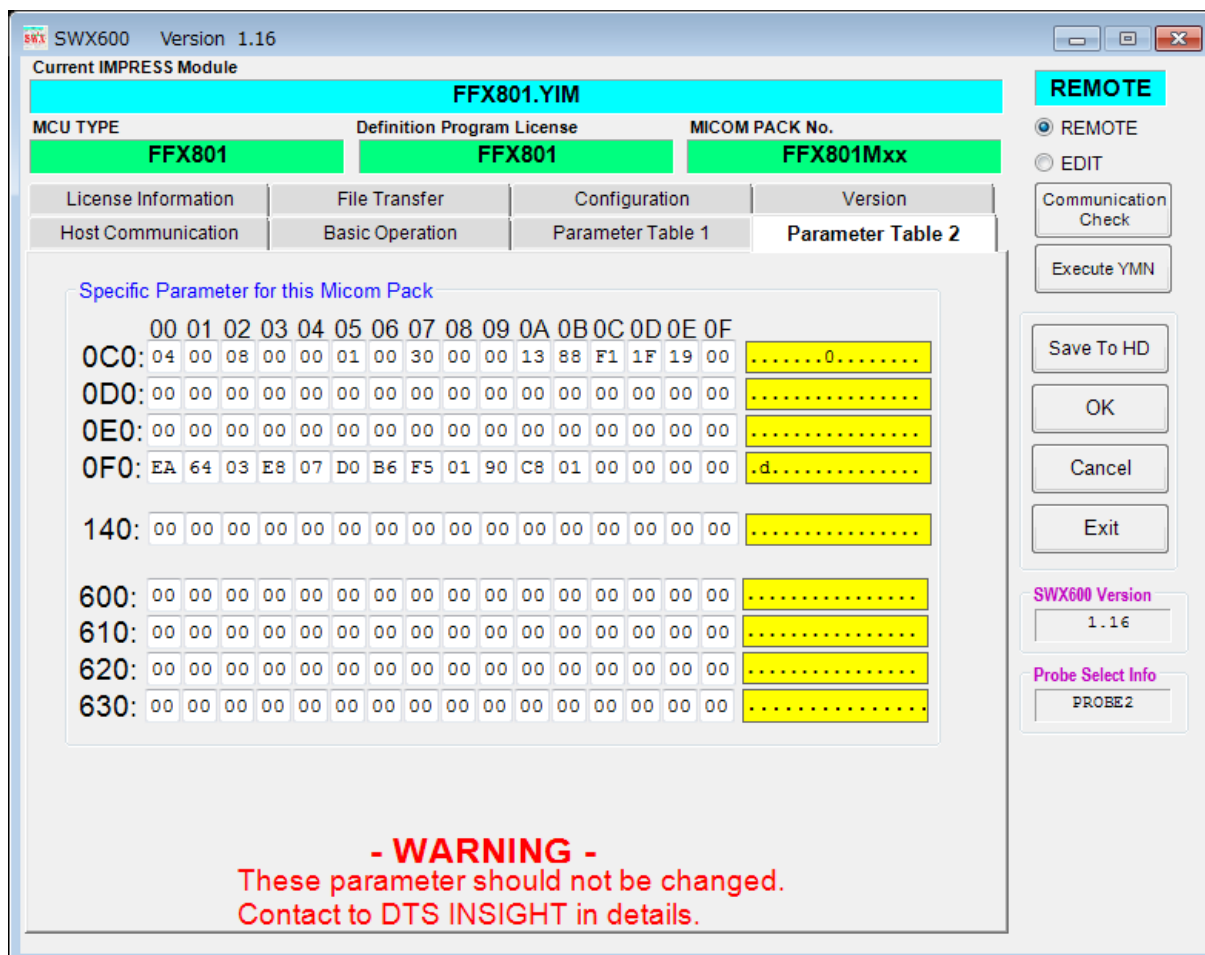 SWX600 Version 1.16
Current IMPRESS Module
FFX801.YIM
MCU TYPE Definition Program License MICOM PACK No.
FFX801 FFX801 FFX801Mxx
License Information File Transfer Configuration Version
Host Communication Basic Operation Parameter Table 1 Parameter Table 2
Specific Parameter for this Micom Pack
00 01 02 03 04 05 06 07 08 09 0A 0B 0C 0D 0E 0F
0C0: 04 00 08 00 00 01 00 30 00 00 13 88 F1 1F 19 00 .......0........
0D0: 00 00 00 00 00 00 00 00 00 00 00 00 00 00 00 00 ................
0E0: 00 00 00 00 00 00 00 00 00 00 00 00 00 00 00 00 ................
0F0: EA 64 03 E8 07 D0 B6 F5 01 90 C8 01 00 00 00 00 .d..............
140: 00 00 00 00 00 00 00 00 00 00 00 00 00 00 00 00 ................
600: 00 00 00 00 00 00 00 00 00 00 00 00 00 00 00 00 ................
610: 00 00 00 00 00 00 00 00 00 00 00 00 00 00 00 00 ................
620: 00 00 00 00 00 00 00 00 00 00 00 00 00 00 00 00 ................
630: 00 00 00 00 00 00 00 00 00 00 00 00 00 00 00 00 ................
- WARNING -
These parameter should not be changed.
Contact to DTS INSIGHT in details.
REMOTE
REMOTE
EDIT
Communication
Check
Execute YMN
Save To HD
OK
Cancel
Exit
SWX600 Version
1.16
Probe Select Info
PROBE2